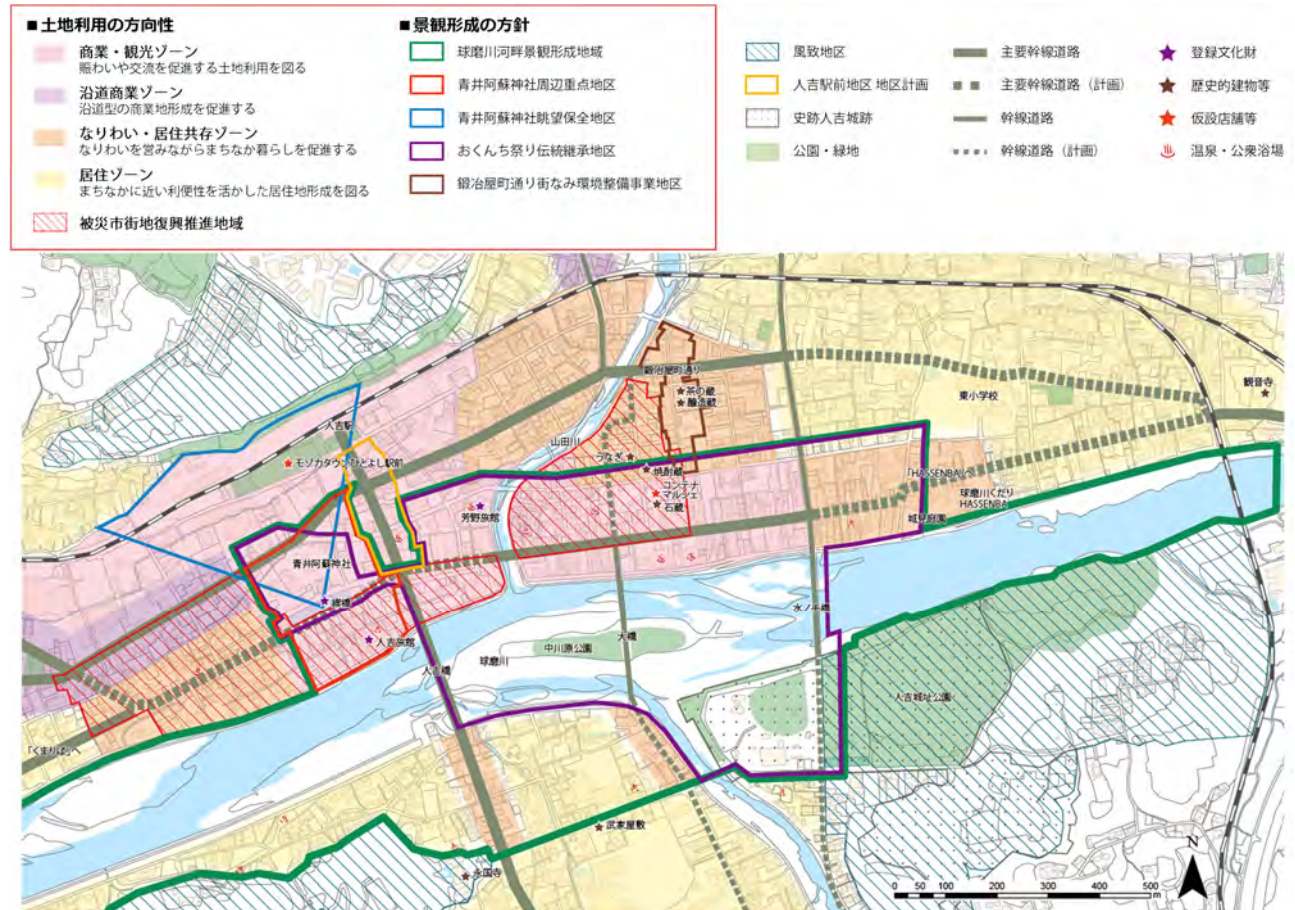 ■土地利用の方向性
商業・観光ゾーン
賑わいや交流を促進する土地利用を図る
沿道商業ゾーン
沿道型の商業地形成を促進する
なりわい・居住共存ゾーン
なりわいを営みながらまちなか暮らしを促進する
居住ゾーン
まちなかに近い利便性を活かした居住地形成を図る
被災市街地復興推進地域
■景観形成の方針
球磨川河畔景観形成地域
青井阿蘇神社周辺重点地区
青井阿蘇神社眺望保全地区
おくんち祭り伝統継承地区
鍛冶屋町通り街なみ環境整備事業地区
風致地区
人吉駅前地区 地区計画
史跡人吉城跡
公園・緑地
主要幹線道路
主要幹線道路（計画）
幹線道路
幹線道路（計画）
登録文化財
歴史的建物等
仮設店舗等
温泉・公衆浴場
鍛冶屋町通り
茶の蔵
醸造蔵
東小学校
観音寺
人吉駅
モゾカタウンひとよし駅前
山田川
うなぎ
焼酎蔵
コンテナ
マルシェ
石蔵
「HASSENBA」へ
球磨川くだり
HASSENBA
城見庭園
芳野旅館
青井阿蘇神社
禊橋
人吉旅館
水ノ手橋
大橋
中川原公園
球磨川
人吉橋
人吉城址公園
「くまりば」へ
武家屋敷
永国寺
N
0 50 100 200 300 400 500
m